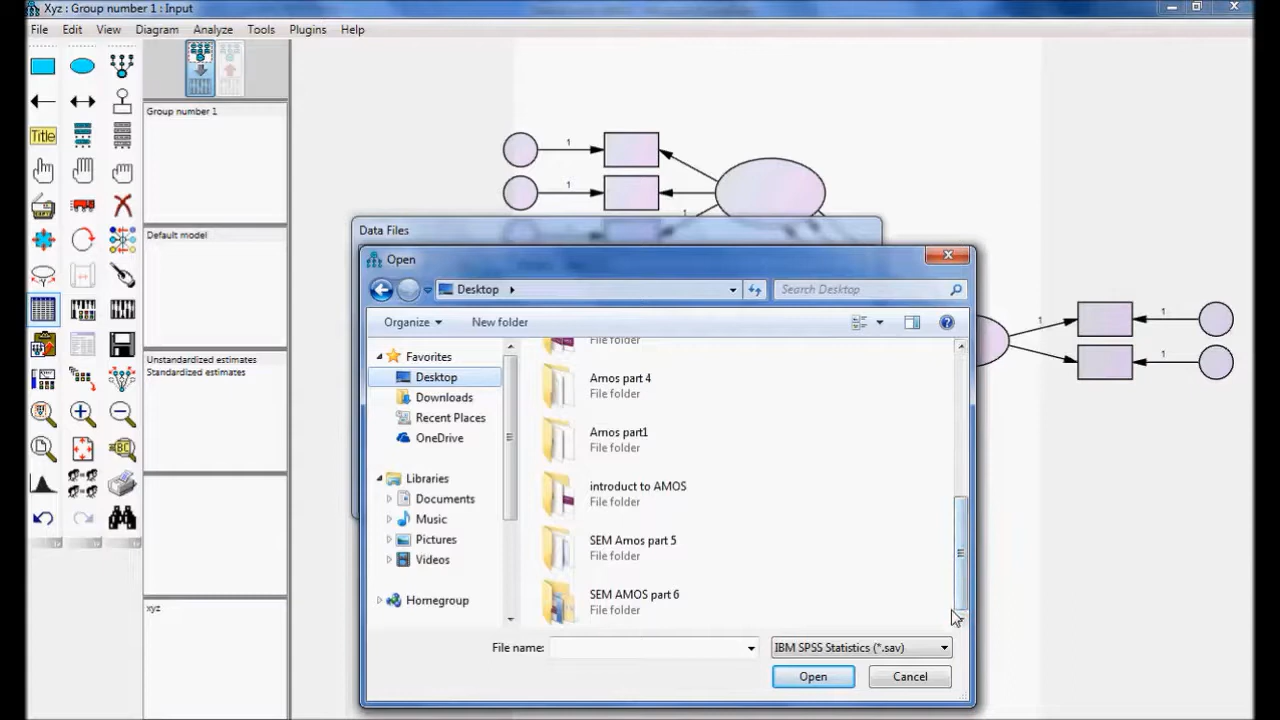 Xyz : Group number 1 : Input
File Edit View Diagram Analyze Tools Plugins Help
Title
Group number 1
Default model
Unstandardized estimates
Standardized estimates
xyz
1
1
1
1
1
1
Data Files
Open
Desktop
Search Desktop
Organize New folder
Favorites
Desktop
Downloads
Recent Places
OneDrive
Libraries
Documents
Music
Pictures
Videos
Homegroup
File folder
Amos part 4
File folder
Amos part1
File folder
introduct to AMOS
File folder
SEM Amos part 5
File folder
SEM AMOS part 6
File folder
File name:
IBM SPSS Statistics (*.sav)
Open Cancel